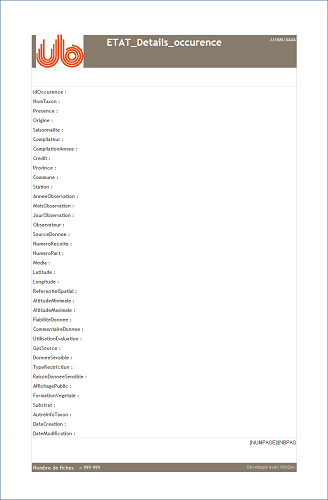 Ub
ETAT_Details_occurence
JJ/MM/AAAA
IdOccurence :
NomTaxon :
Presence :
Origine :
Saisonnalite :
Compilateur :
CompilationAnnee :
Credit :
Province :
Commune :
Station :
AnneeObservation :
MoisObservation :
JourObservation :
Observateur :
SourceDonnee :
NumeroRecolte :
NumeroPart :
Media :
Latitude :
Longitude :
ReferentielSpatial :
AltitudeMinimale :
AltitudeMaximale :
FiabiliteDonnee :
CommentaireDonnee :
UtilisationEvaluation :
GpsSource :
DonneeSensible :
TypeRestriction :
RaisonDonneeSensible :
AffichagePublic :
FormationVegetale :
Substrat :
AutreInfoTaxon :
DateCreation :
DateModification :
[NUMPAGE]/[NBPAG
Nombre de fiches : > 999 999
Développé avec WinDev